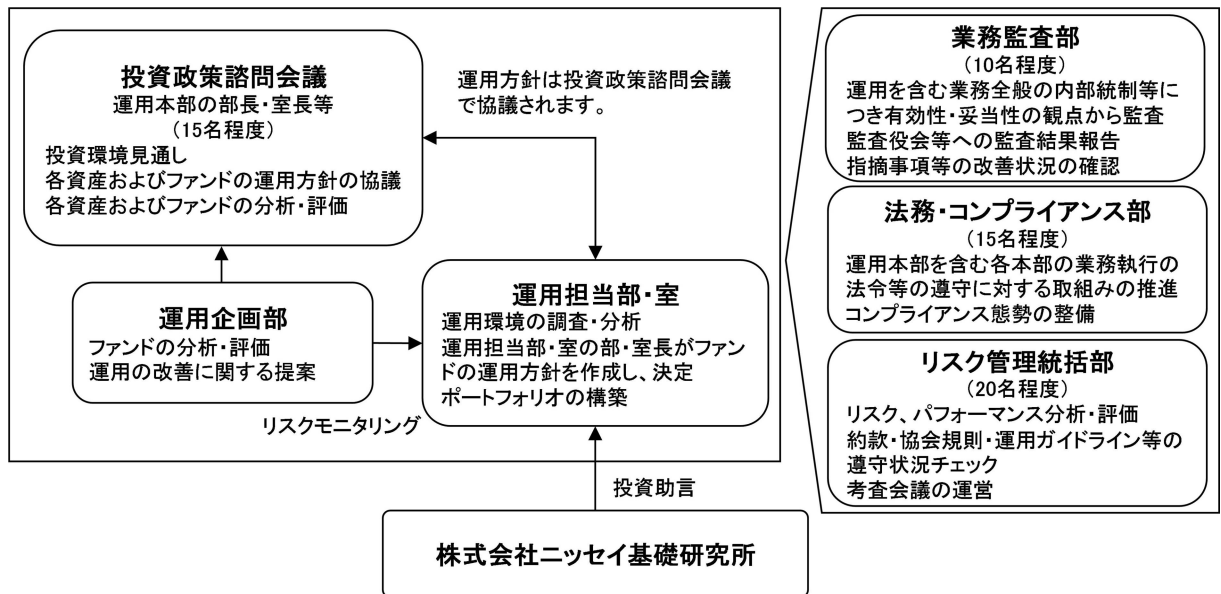 投資政策諮問会議
運用本部の部長・室長等
(15名程度)
投資環境見通し
各資産およびファンドの運用方針の協議
各資産およびファンドの分析・評価
運用方針は投資政策諮問会議
で協議されます。
運用企画部
ファンドの分析・評価
運用の改善に関する提案
リスクモニタリング
運用担当部・室
運用環境の調査・分析
運用担当部・室の部・室長がファン
ドの運用方針を作成し、決定
ポートフォリオの構築
投資助言
株式会社ニッセイ基礎研究所
業務監査部
(10名程度)
運用を含む業務全般の内部統制等に
つき有効性・妥当性の観点から監査
監査役会等への監査結果報告
指摘事項等の改善状況の確認
法務・コンプライアンス部
(15名程度)
運用本部を含む各本部の業務執行の
法令等の遵守に対する取組みの推進
コンプライアンス態勢の整備
リスク管理統括部
(20名程度)
リスク、パフォーマンス分析・評価
約款・協会規則・運用ガイドライン等の
遵守状況チェック
考査会議の運営